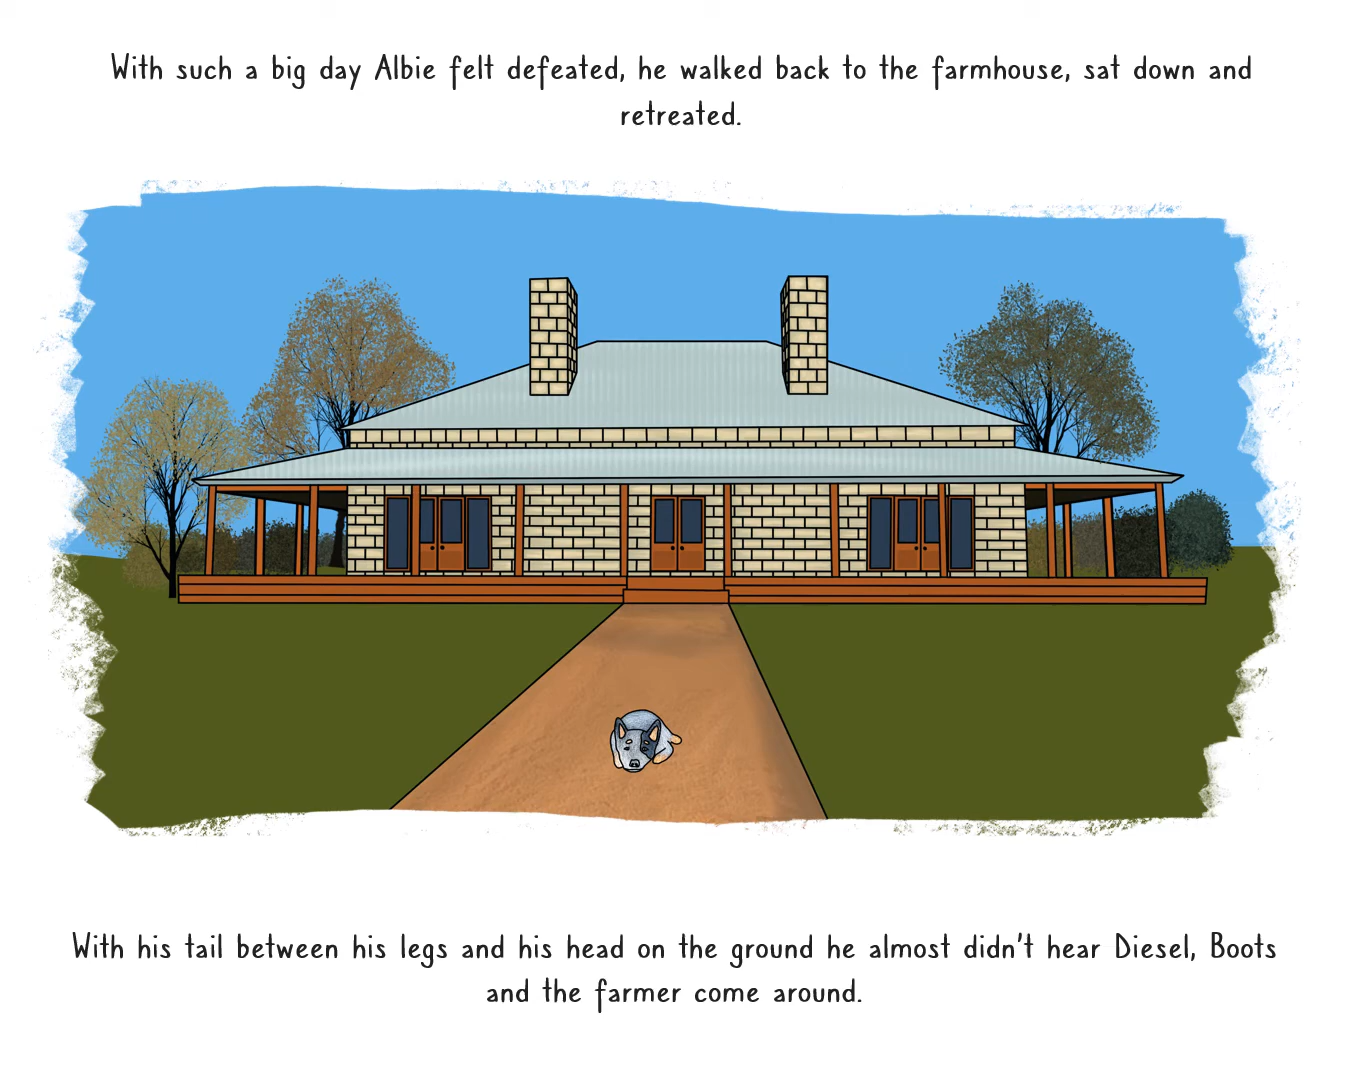 With such a big day Albie felt defeated, he walked back to the farmhouse, sat down and
retreated.
With his tail between his legs and his head on the ground he almost didn't hear Diesel, Boots
and the farmer come around.